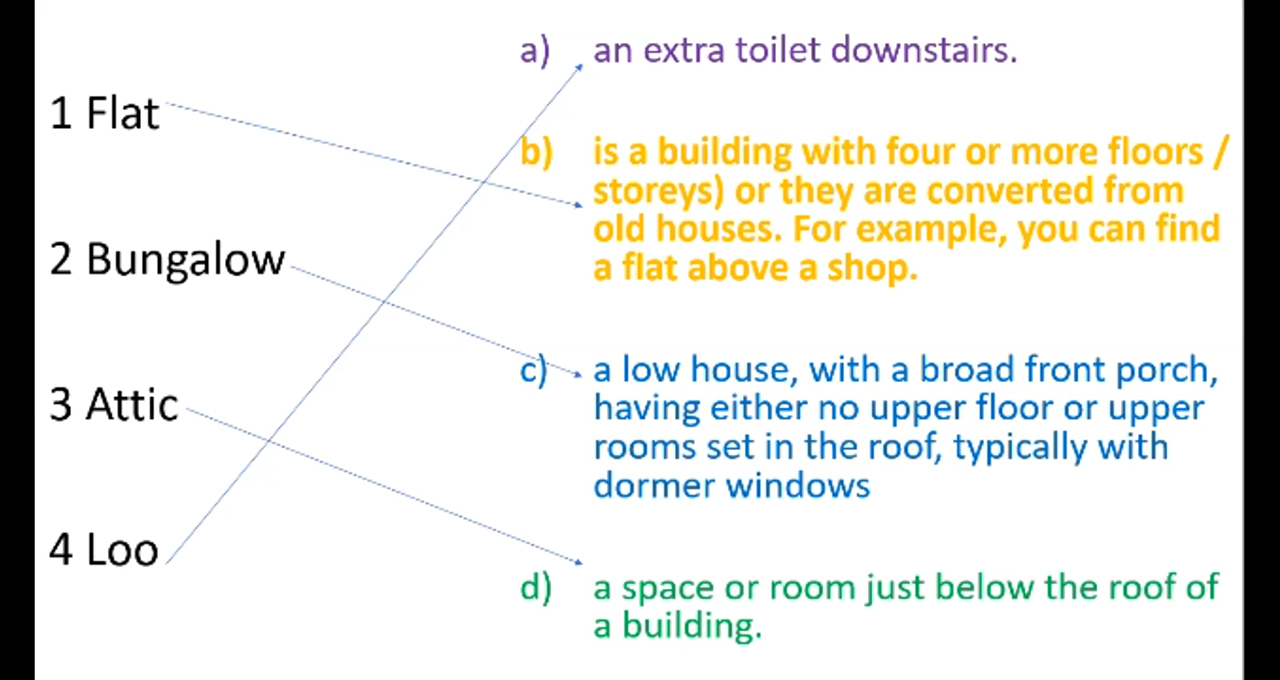 1 Flat
2 Bungalow
3 Attic
4 Loo
a) an extra toilet downstairs.
b) is a building with four or more floors /
storeys) or they are converted from
old houses. For example, you can find
a flat above a shop.
c) a low house, with a broad front porch,
having either no upper floor or upper
rooms set in the roof, typically with
dormer windows
d) a space or room just below the roof of
a building.